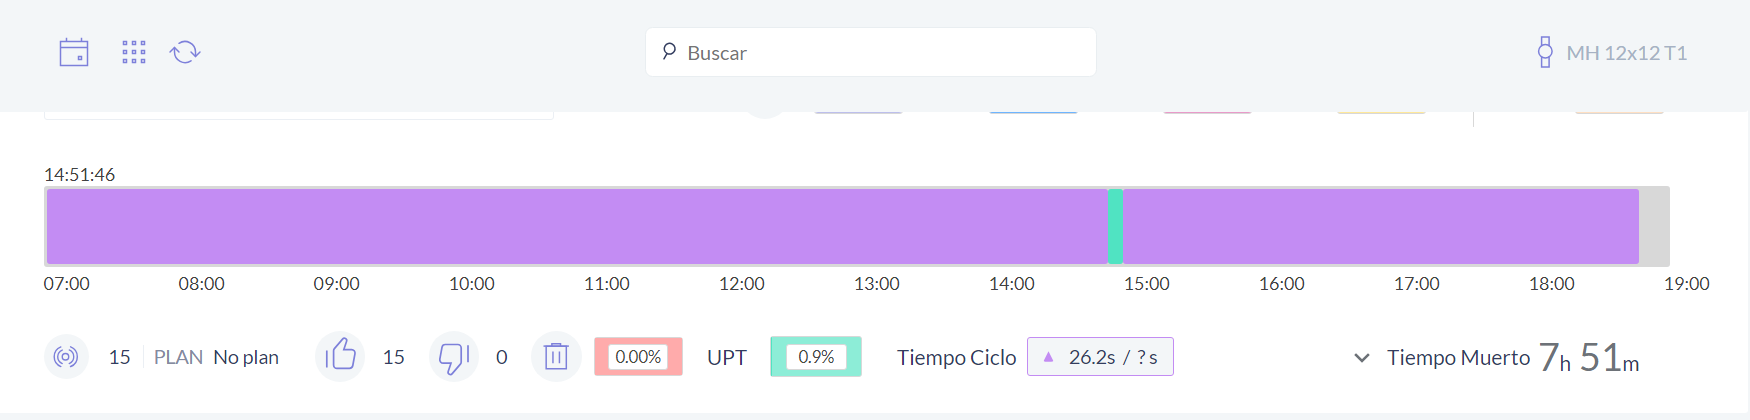 Buscar
MH 12x12 T1
14:51:46
07:00 08:00 09:00 10:00 11:00 12:00 13:00 14:00 15:00 16:00 17:00 18:00 19:00
15 PLAN No plan 15 0 0.00% UPT 0.9% Tiempo Ciclo 26.2s / ? s Tiempo Muerto 7h 51m